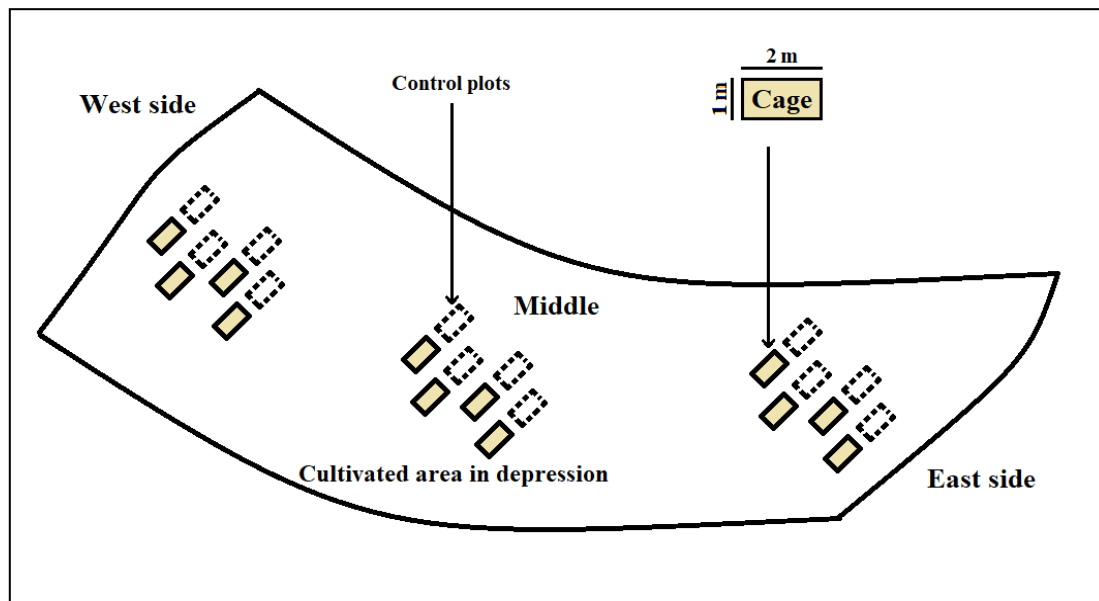 West side
Control plots
2 m
1 m
Cage
Middle
Cultivated area in depression
East side